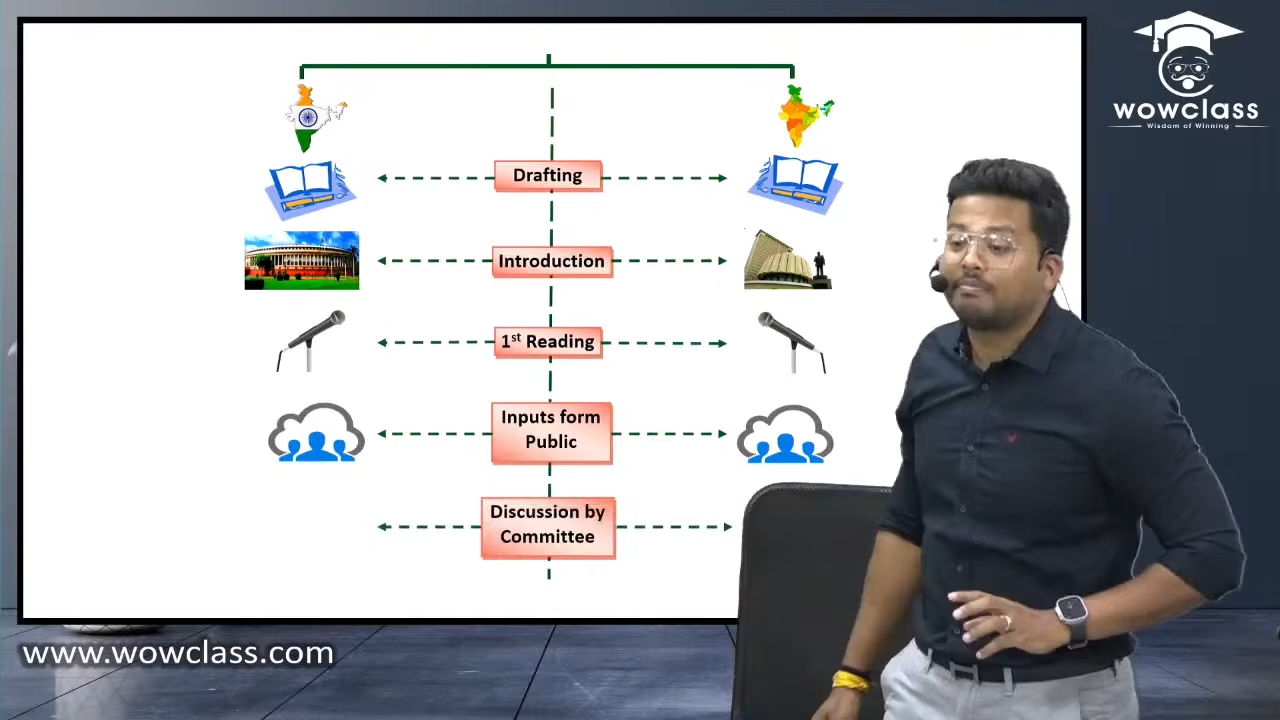 wowclass
Wisdom of Winning
Drafting
Introduction
1st Reading
Inputs form
Public
Discussion by
Committee
www.wowclass.com